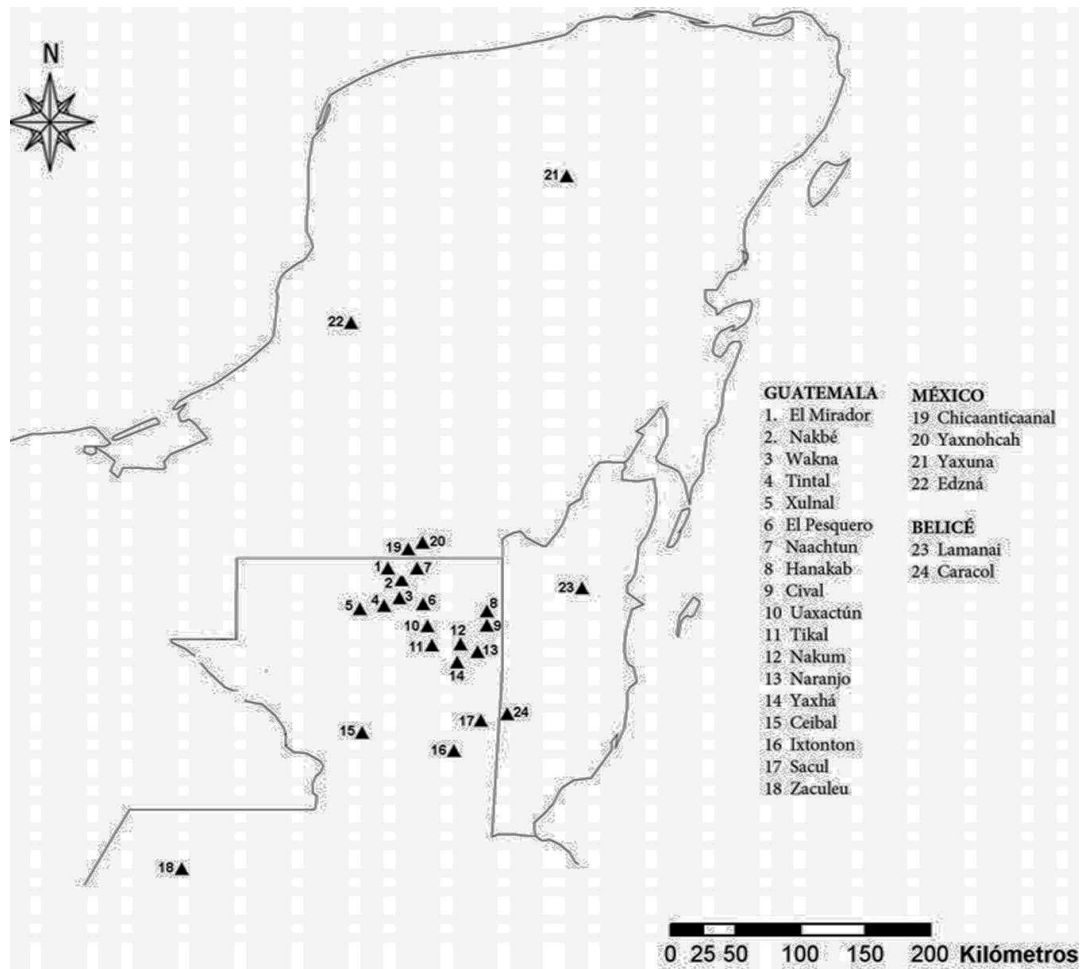 N
21
22
GUATEMALA
1. El Mirador
2. Nakbé
3 Wakna
4 Tintal
5 Xulnal
6 El Pesquero
7 Naachtun
8 Hanakab
9 Cival
10 Uaxactún
11 Tikal
12 Nakum
13 Naranjo
14 Yaxhá
15 Ceibal
16 Ixtonton
17 Sacul
18 Zaculeu
MÉXICO
19 Chicaanticaanal
20 Yaxnohcah
21 Yaxuna
22 Edzná
BELICÉ
23 Lamanai
24 Caracol
19
20
1
7
2
23
5
4
3
6
8
10
9
11
12
13
14
17
24
15
16
18
0 25 50 100 150 200 Kilómetros